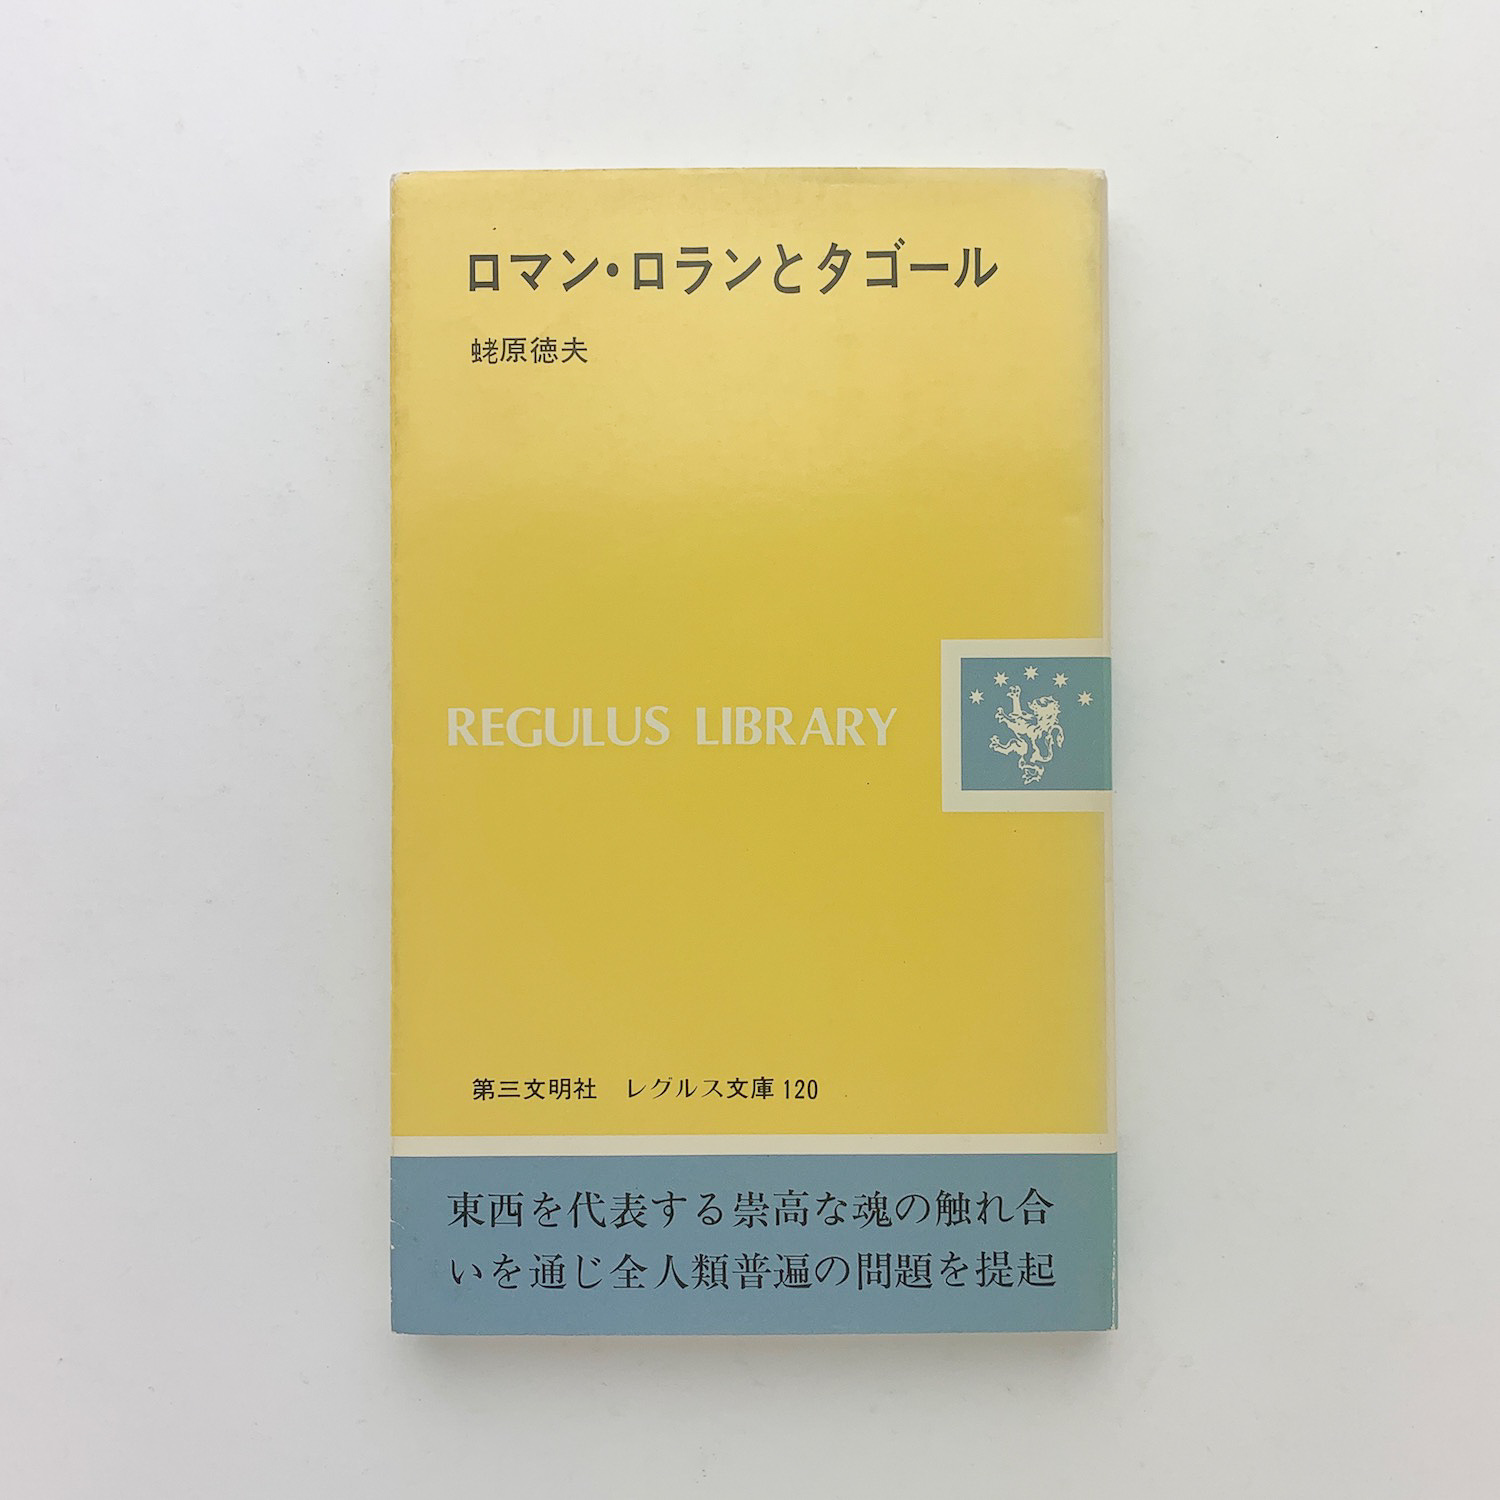 ロマン・ロランとタゴール
蛯原徳夫
REGULUS LIBRARY
第三文明社 レグルス文庫 120
東西を代表する崇高な魂の触れ合
いを通じ全人類普遍の問題を提起